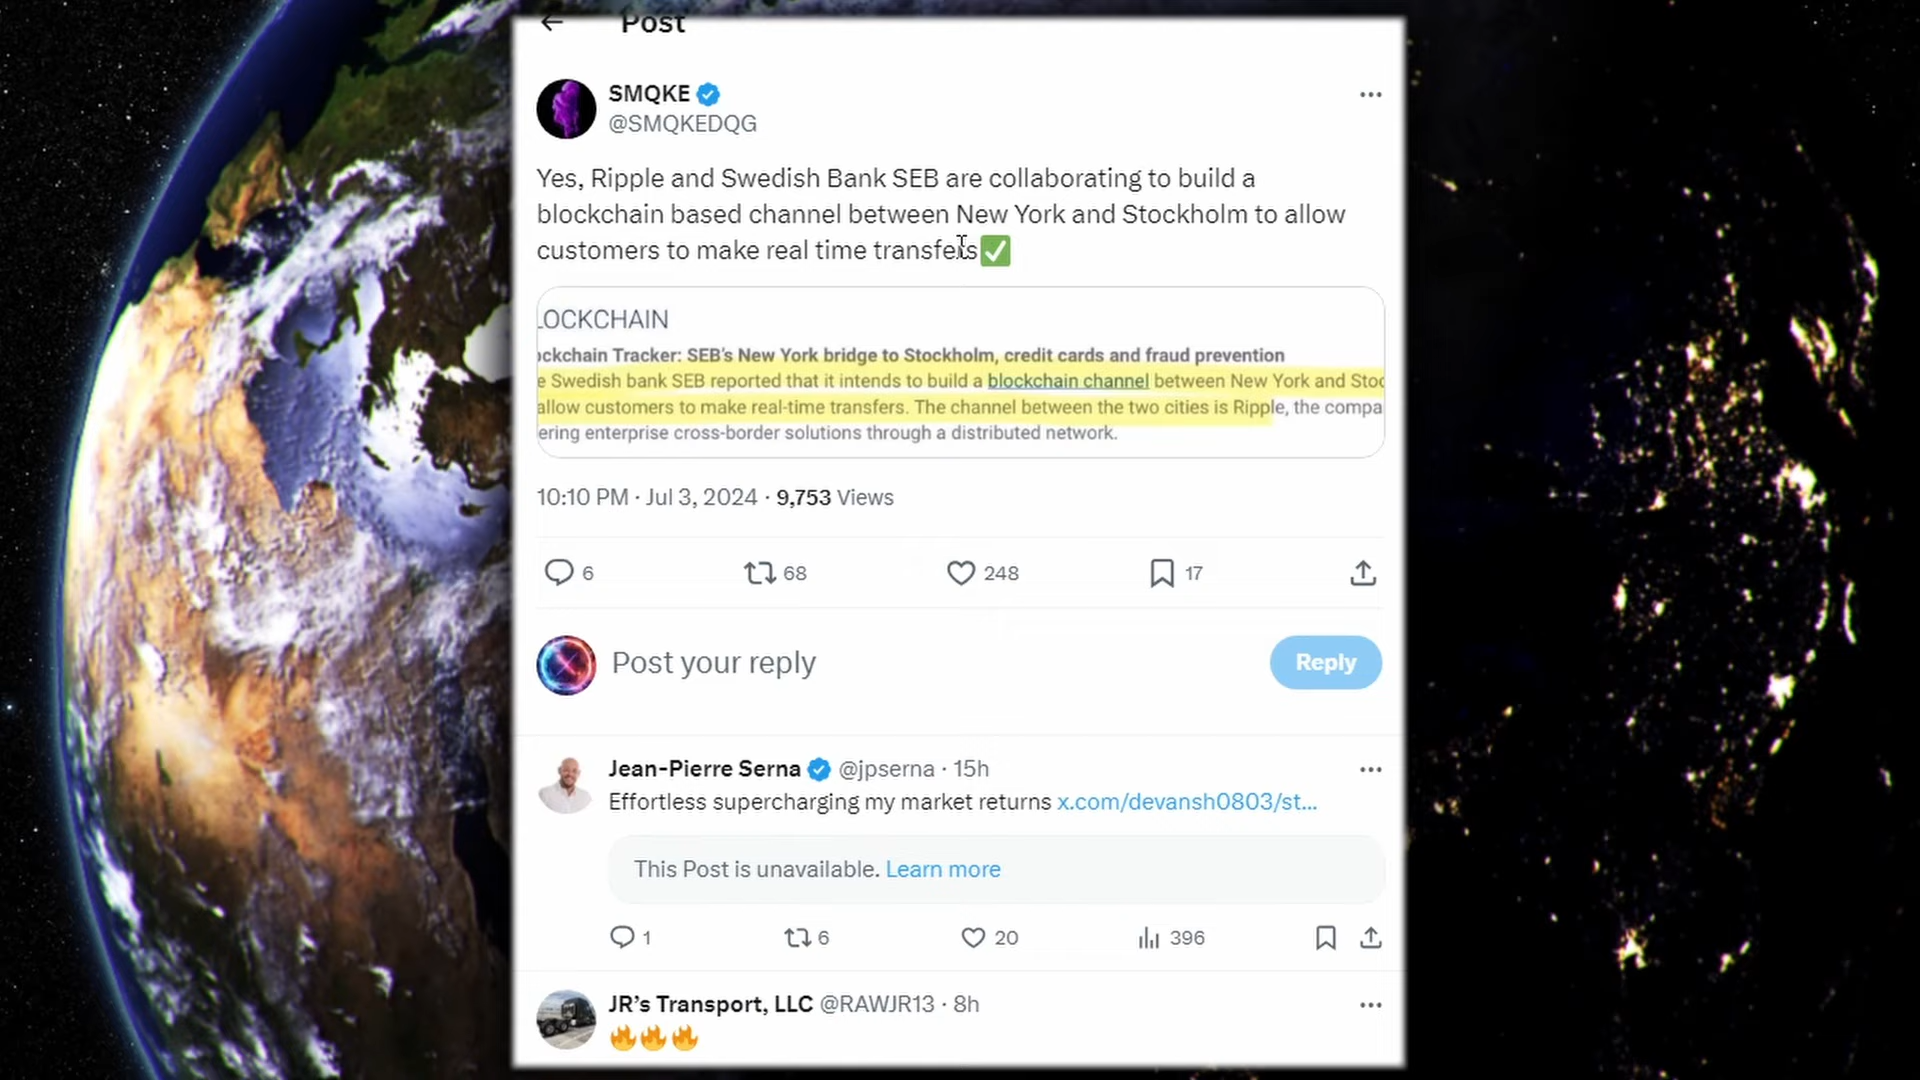 Post
SMQKE
@SMQKEDQG
Yes, Ripple and Swedish Bank SEB are collaborating to build a
blockchain based channel between New York and Stockholm to allow
customers to make real time transfers✅
LOCKCHAIN
ockchain Tracker: SEB's New York bridge to Stockholm, credit cards and fraud prevention
e Swedish bank SEB reported that it intends to build a blockchain channel between New York and Stoc
allow customers to make real-time transfers. The channel between the two cities is Ripple, the compa
ering enterprise cross-border solutions through a distributed network.
10:10 PM · Jul 3, 2024 · 9,753 Views
6 68 248 17
Post your reply Reply
Jean-Pierre Serna @jpserna · 15h
Effortless supercharging my market returns x.com/devansh0803/st...
This Post is unavailable. Learn more
1 6 20 396
JR's Transport, LLC @RAWJR13 · 8h
🔥🔥🔥